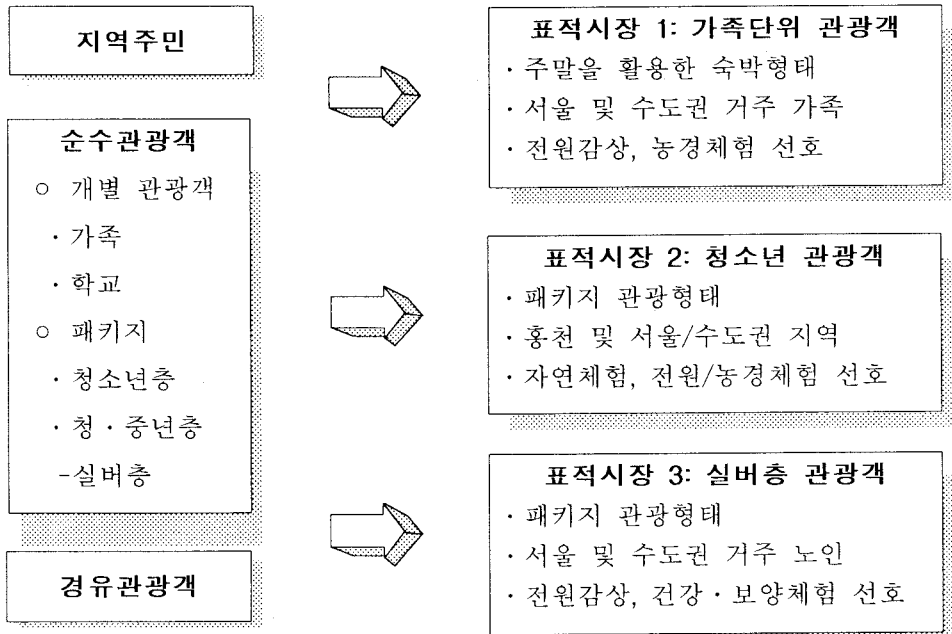 지역주민
순수관광객
○ 개별 관광객
· 가족
· 학교
○ 패키지
· 청소년층
· 청·중년층
-실버층
경유관광객
표적시장 1: 가족단위 관광객
· 주말을 활용한 숙박형태
· 서울 및 수도권 거주 가족
· 전원감상, 농경체험 선호
표적시장 2: 청소년 관광객
· 패키지 관광형태
· 홍천 및 서울/수도권 지역
· 자연체험, 전원/농경체험 선호
표적시장 3: 실버층 관광객
· 패키지 관광형태
· 서울 및 수도권 거주 노인
· 전원감상, 건강·보양체험 선호